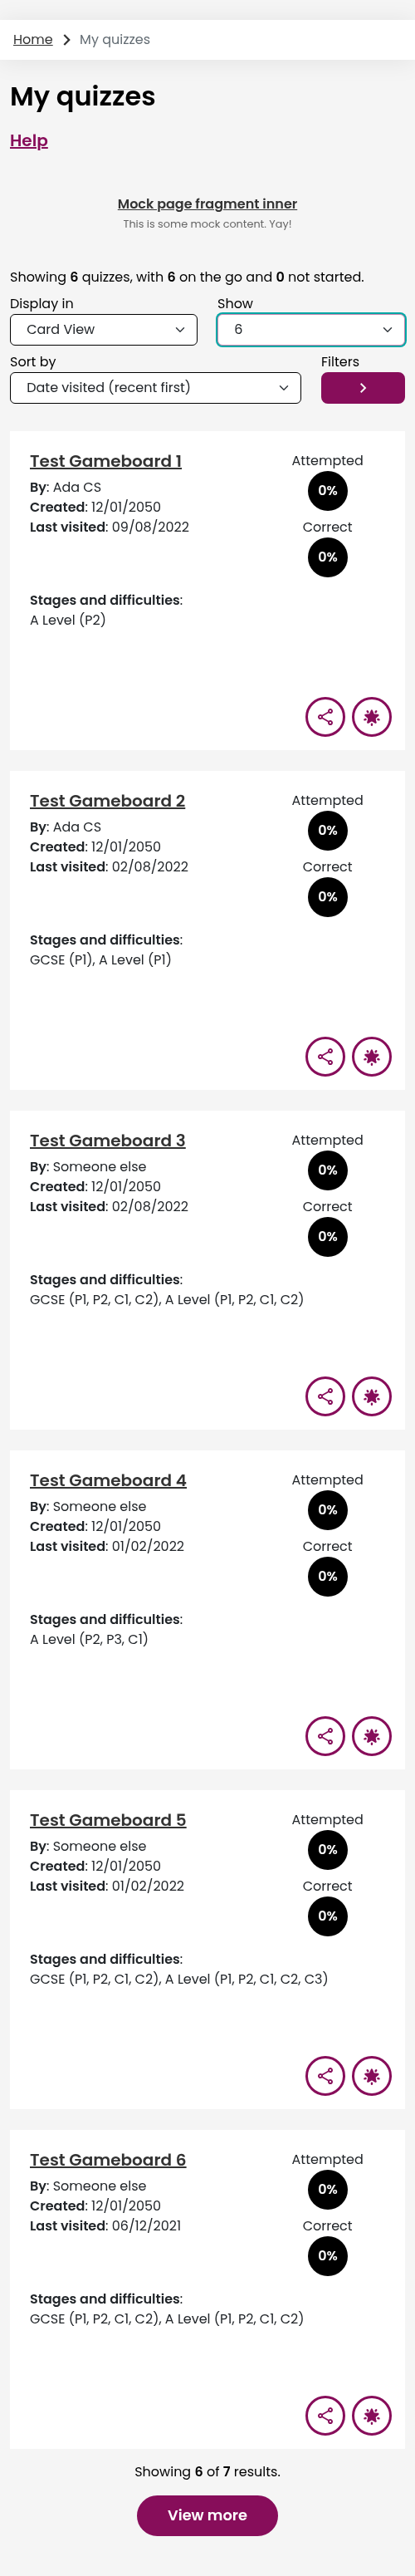 Home > My quizzes
My quizzes
Help
Mock page fragment inner
This is some mock content. Yay!
Showing 6 quizzes, with 6 on the go and 0 not started.
Display in Show
Card View 6
Sort by Filters
Date visited (recent first)
Test Gameboard 1 Attempted
By: Ada CS 0%
Created: 12/01/2050
Last visited: 09/08/2022 Correct
0%
Stages and difficulties:
A Level (P2)
Test Gameboard 2 Attempted
By: Ada CS 0%
Created: 12/01/2050
Last visited: 02/08/2022 Correct
0%
Stages and difficulties:
GCSE (P1), A Level (P1)
Test Gameboard 3 Attempted
By: Someone else 0%
Created: 12/01/2050
Last visited: 02/08/2022 Correct
0%
Stages and difficulties:
GCSE (P1, P2, C1, C2), A Level (P1, P2, C1, C2)
Test Gameboard 4 Attempted
By: Someone else 0%
Created: 12/01/2050
Last visited: 01/02/2022 Correct
0%
Stages and difficulties:
A Level (P2, P3, C1)
Test Gameboard 5 Attempted
By: Someone else 0%
Created: 12/01/2050
Last visited: 01/02/2022 Correct
0%
Stages and difficulties:
GCSE (P1, P2, C1, C2), A Level (P1, P2, C1, C2, C3)
Test Gameboard 6 Attempted
By: Someone else 0%
Created: 12/01/2050
Last visited: 06/12/2021 Correct
0%
Stages and difficulties:
GCSE (P1, P2, C1, C2), A Level (P1, P2, C1, C2)
Showing 6 of 7 results.
View more